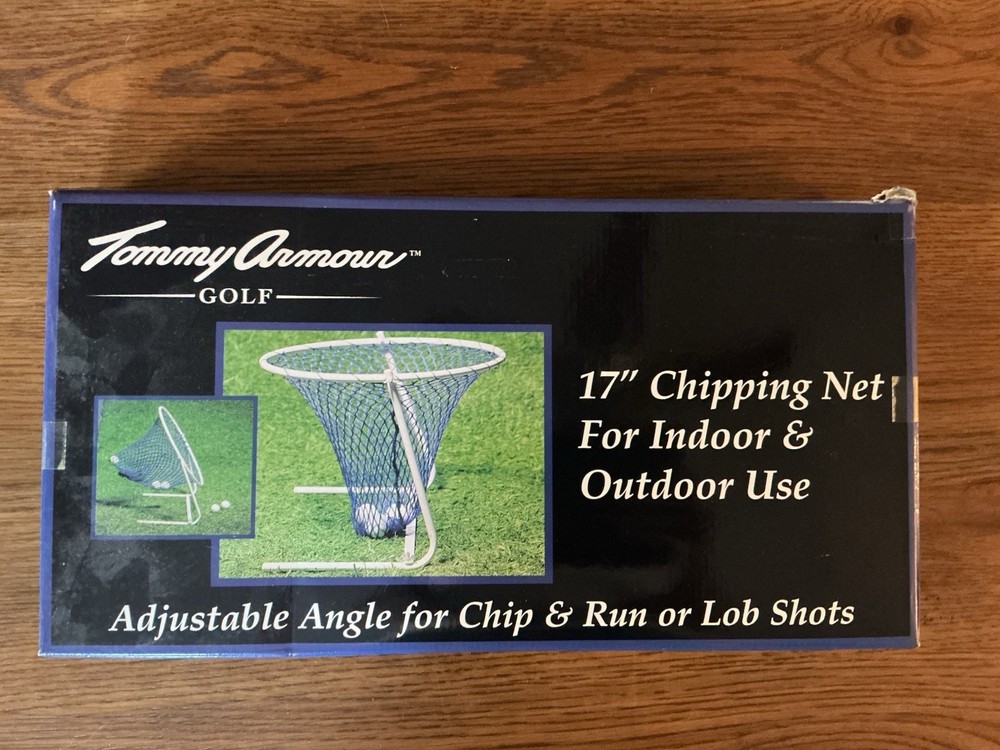 Tommy Armour™
GOLF
17" Chipping Net
For Indoor &
Outdoor Use
Adjustable Angle for Chip & Run or Lob Shots